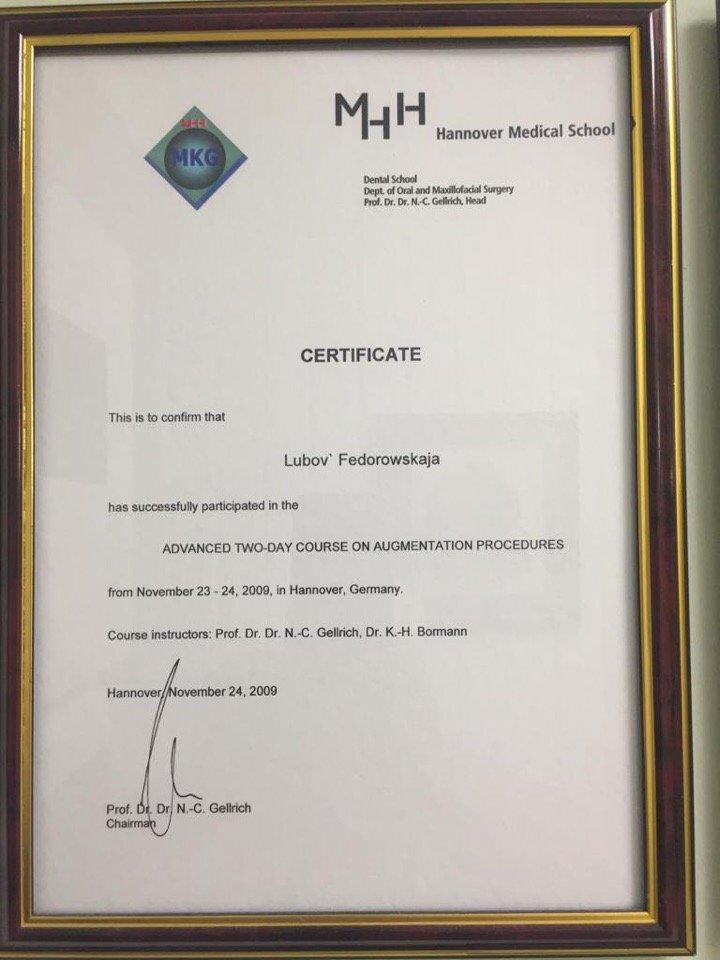 MHH
MKG
MHH
Hannover Medical School
Dental School
Dept. of Oral and Maxillofacial Surgery
Prof. Dr. Dr. N.-C. Gellrich, Head
CERTIFICATE
This is to confirm that
Lubov` Fedorowskaja
has successfully participated in the
ADVANCED TWO-DAY COURSE ON AUGMENTATION PROCEDURES
from November 23 - 24, 2009, in Hannover, Germany.
Course instructors: Prof. Dr. Dr. N.-C. Gellrich, Dr. K.-H. Bormann
Hannover, November 24, 2009
Prof. Dr. Dr. N.-C. Gellrich
Chairman